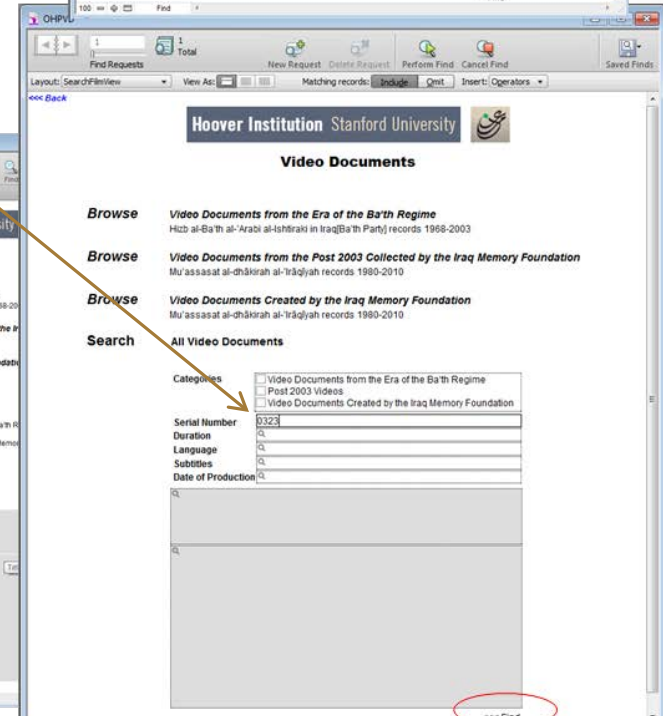 100
Find
OHPVD
1
Find Requests
1
Total
New Request
Delete Request
Perform Find
Cancel Find
Saved Finds
Layout: SearchFilmView
View As:
Matching records: Include Omit
Insert: Operators
<<< Back
Hoover Institution Stanford University
Video Documents
Browse
Video Documents from the Era of the Ba'th Regime
Hizb al-Ba'th al-'Arabi al-Ishtiraki in Iraq[Ba'th Party] records 1968-2003
Browse
Video Documents from the Post 2003 Collected by the Iraq Memory Foundation
Mu'assasat al-dhākirah al-'Irāqīyah records 1980-2010
Browse
Video Documents Created by the Iraq Memory Foundation
Mu'assasat al-dhākirah al-'Irāqīyah records 1980-2010
Search
All Video Documents
Categories
Video Documents from the Era of the Ba'th Regime
Post 2003 Videos
Video Documents Created by the Iraq Memory Foundation
Serial Number 0323
Duration
Language
Subtitles
Date of Production